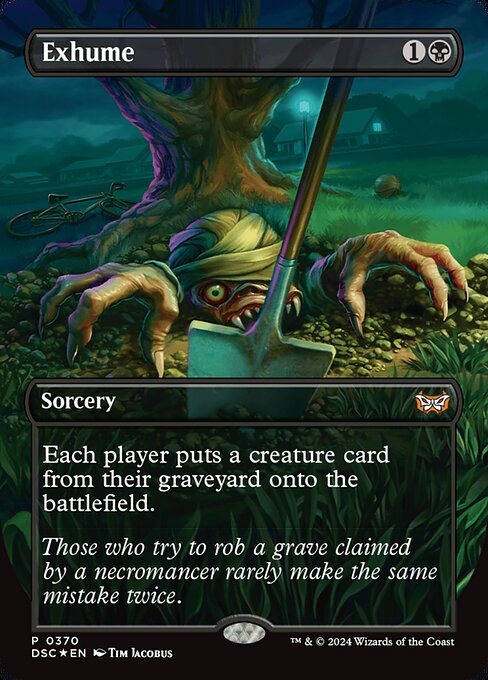 Exhume 1
Sorcery
Each player puts a creature card
from their graveyard onto the
battlefield.
Those who try to rob a grave claimed
by a necromancer rarely make the same
mistake twice.
P 0370 ™ & © 2024 Wizards of the Coast
DSC★EN Tim Jacobus